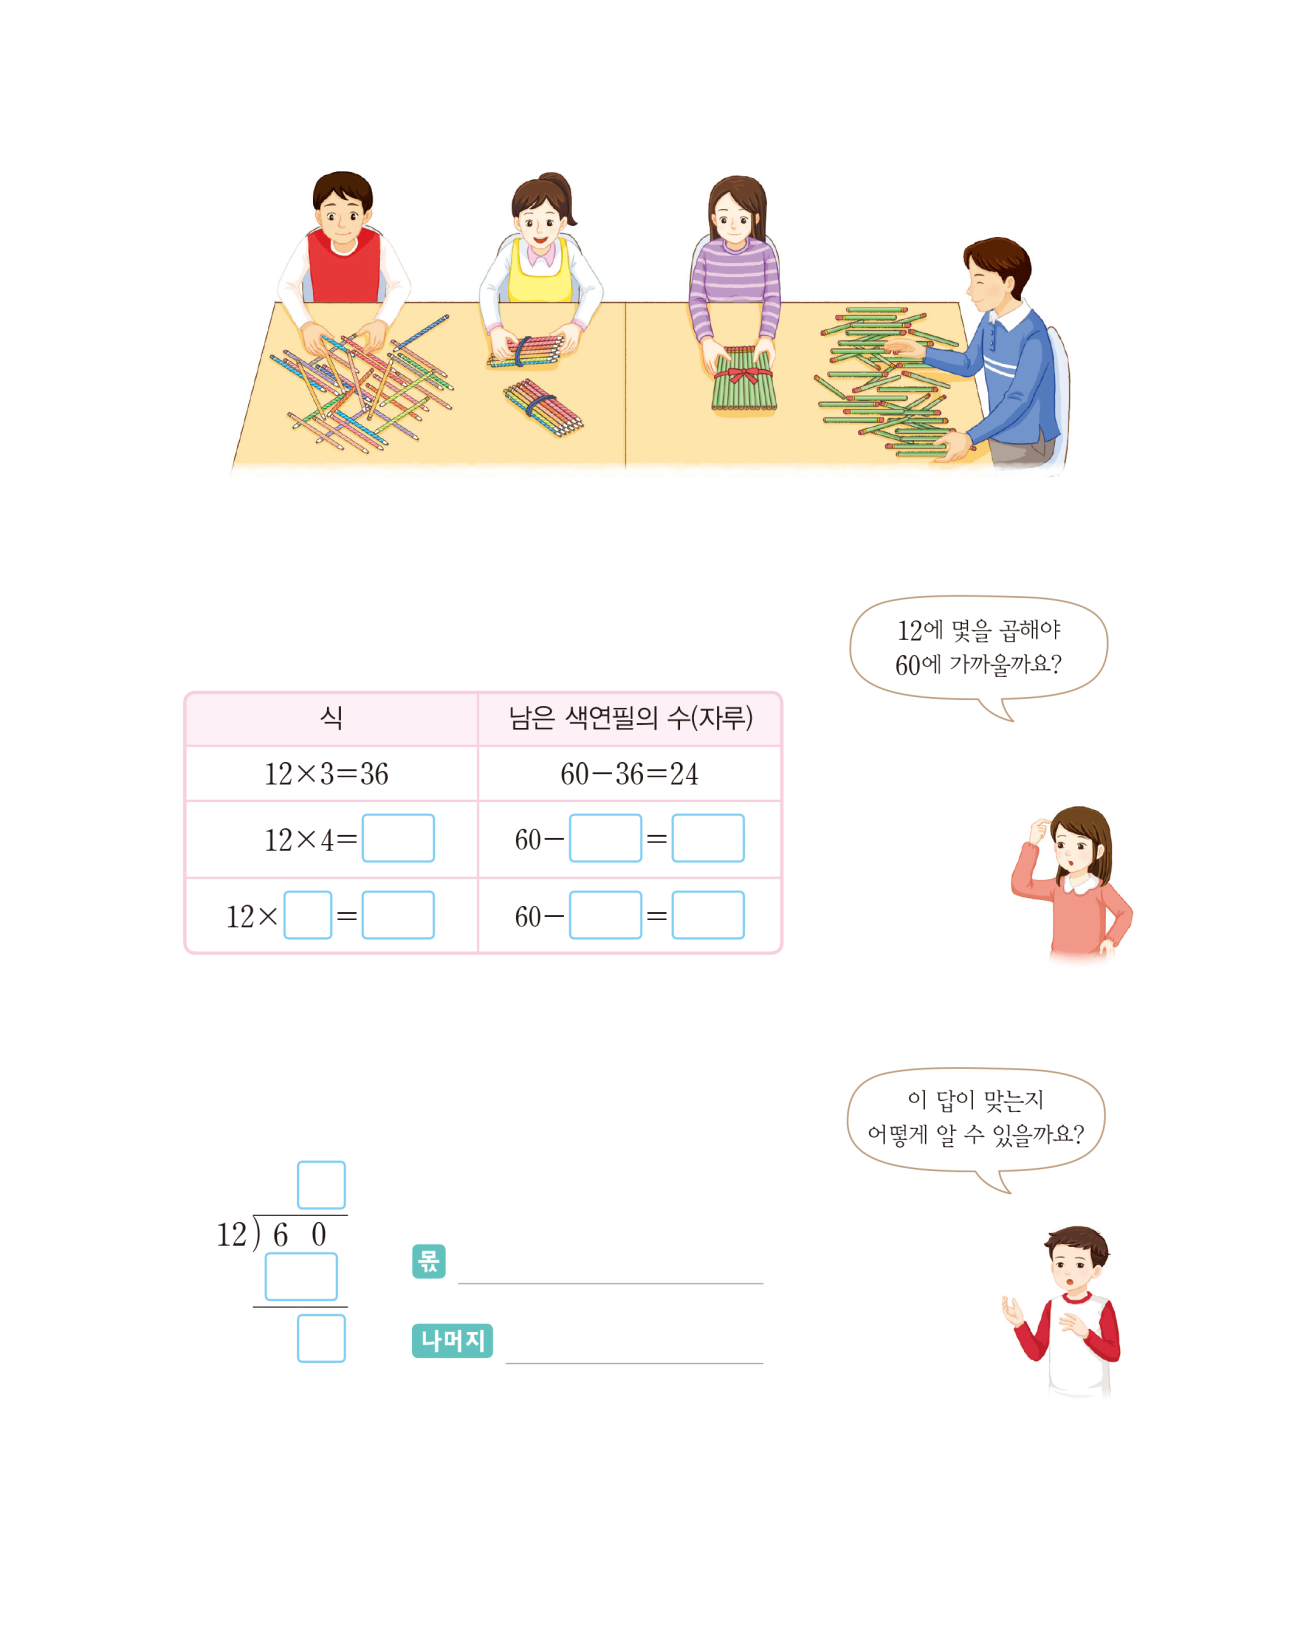 12에 몇을 곱해야
60에 가까울까요?
식 남은 색연필의 수(자루)
12×3=36 60-36=24
12×4= 60- =
12× = 60- =
이 답이 맞는지
어떻게 알 수 있을까요?
12) 6 0
몫
나머지